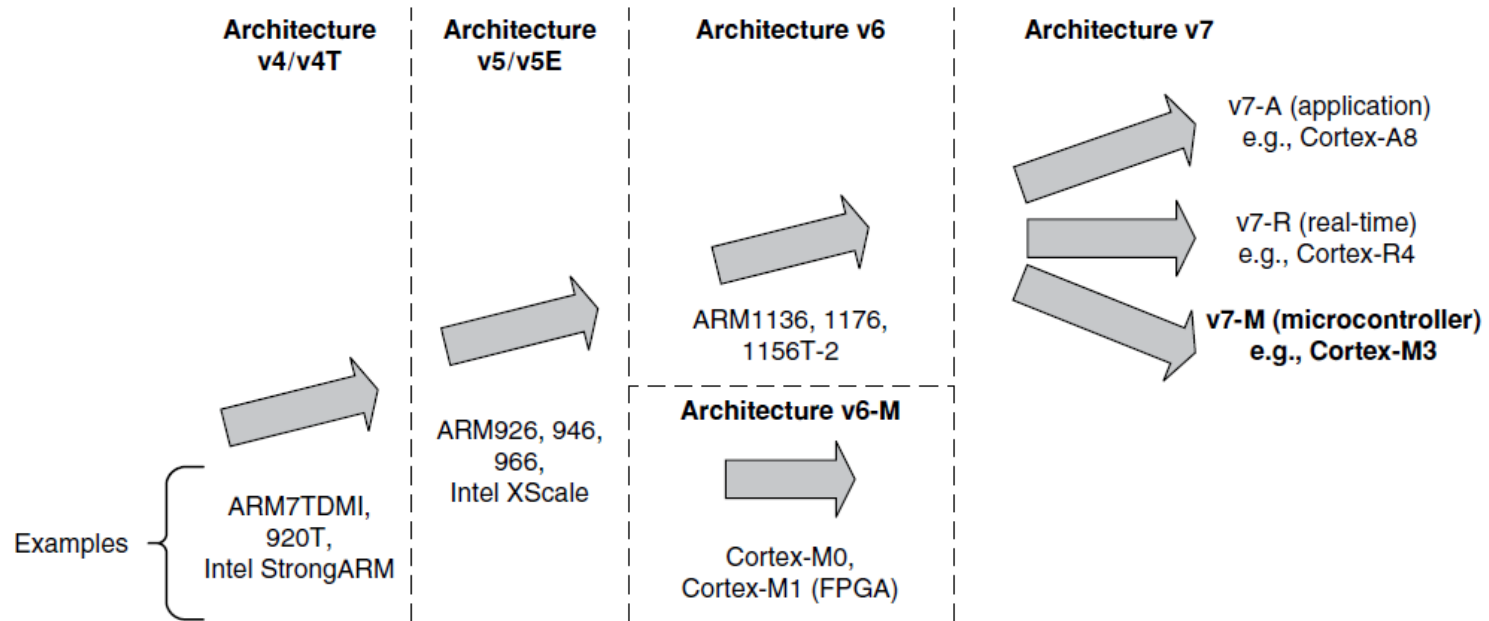 Architecture
v4/v4T
Architecture
v5/v5E
Architecture v6
Architecture v7
v7-A (application)
e.g., Cortex-A8
v7-R (real-time)
e.g., Cortex-R4
v7-M (microcontroller)
e.g., Cortex-M3
ARM1136, 1176,
1156T-2
Architecture v6-M
ARM926, 946,
966,
Intel XScale
Examples
ARM7TDMI,
920T,
Intel StrongARM
Cortex-M0,
Cortex-M1 (FPGA)